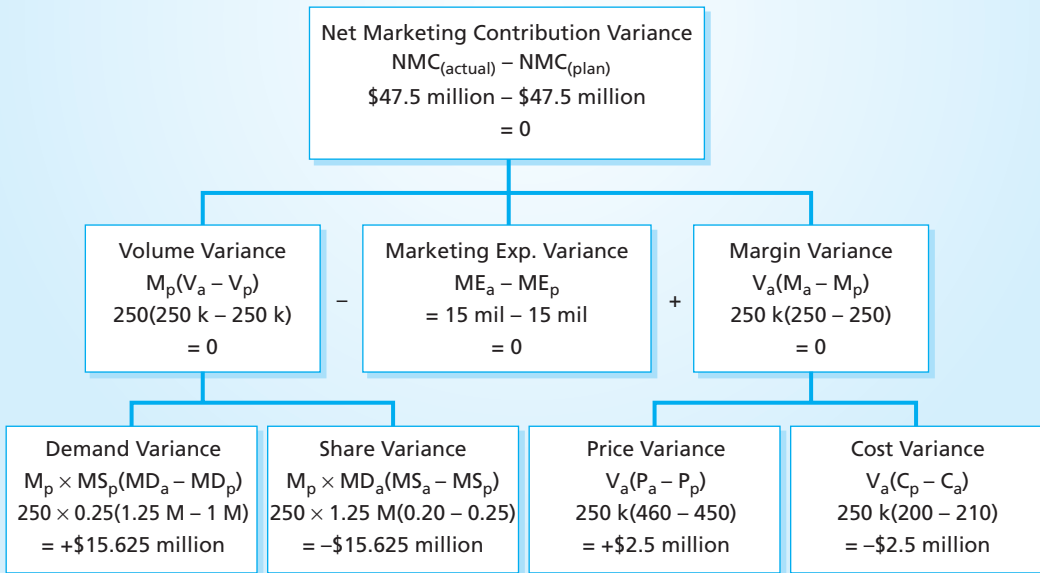 Net Marketing Contribution Variance
NMC(actual) – NMC(plan)
$47.5 million – $47.5 million
= 0
Volume Variance
Mp(Va – Vp)
250(250 k – 250 k)
= 0
–
Marketing Exp. Variance
MEa – MEp
= 15 mil – 15 mil
= 0
+
Margin Variance
Va(Ma – Mp)
250 k(250 – 250)
= 0
Demand Variance
Mp × MSp(MDa – MDp)
250 × 0.25(1.25 M – 1 M)
= +$15.625 million
Share Variance
Mp × MDa(MSa – MSp)
250 × 1.25 M(0.20 – 0.25)
= –$15.625 million
Price Variance
Va(Pa – Pp)
250 k(460 – 450)
= +$2.5 million
Cost Variance
Va(Cp – Ca)
250 k(200 – 210)
= –$2.5 million